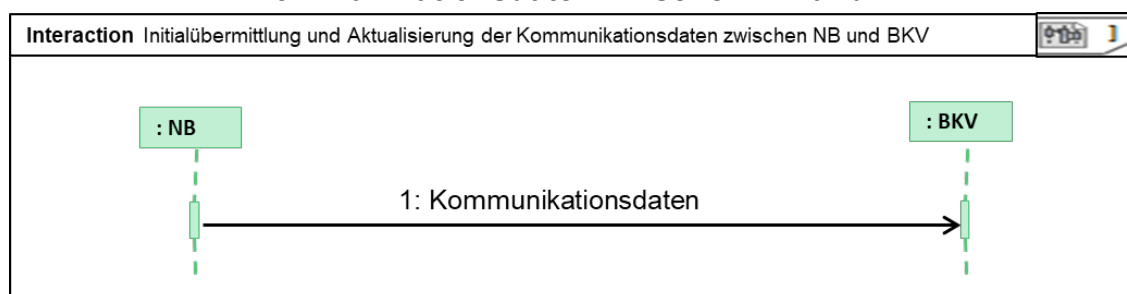 Interaction Initialübermittlung und Aktualisierung der Kommunikationsdaten zwischen NB und BKV
: NB
: BKV
1: Kommunikationsdaten